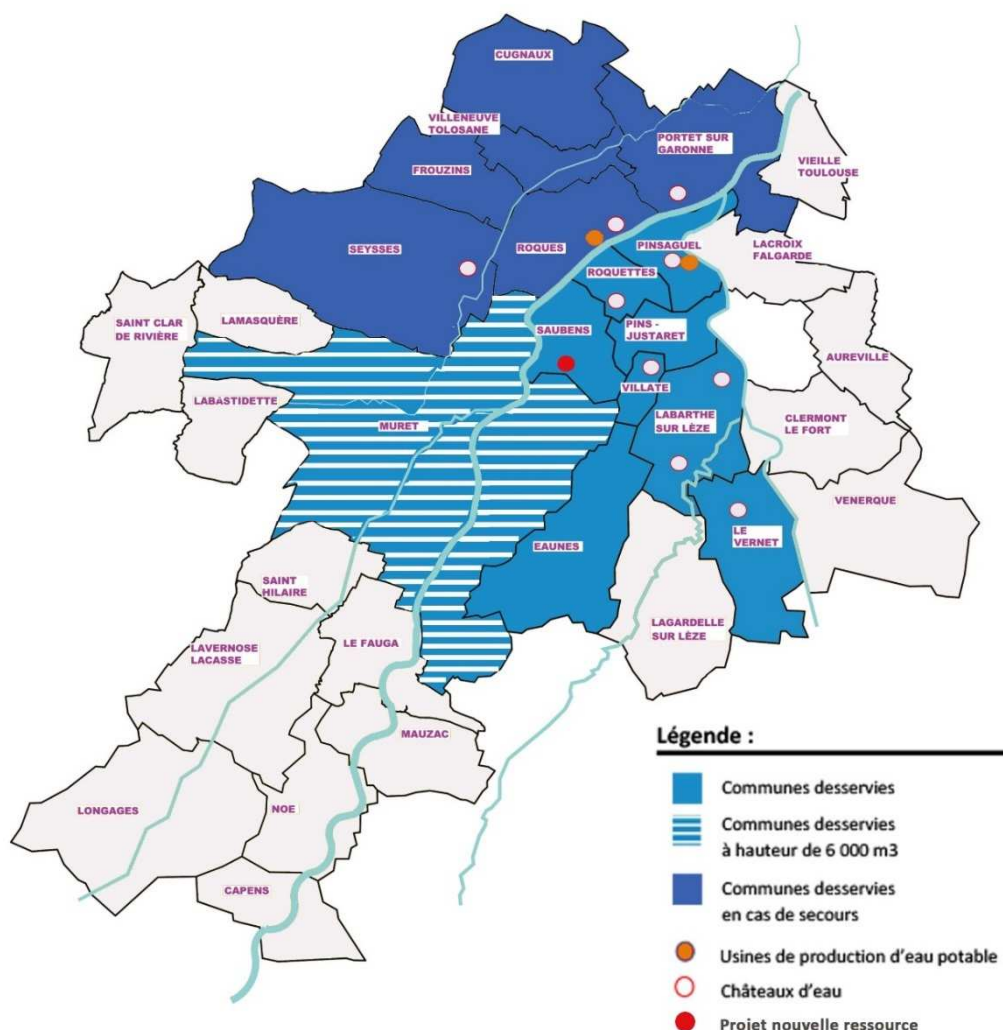 CUGNAUX
VILLENEUVE
TOLOSANE
PORTET SUR
GARONNE
FROUZINS
VIEILLE
TOULOUSE
SEYSSES
ROQUES
PINSAGUEL
LACROIX
FALGARDE
ROQUETTES
SAINT CLAR
DE RIVIÈRE
LAMASQUÈRE
SAUBENS
PINS -
JUSTARET
AUREVILLE
LABASTIDETTE
VILLATE
MURET
LABARTHE
SUR LÈZE
CLERMONT
LE FORT
VENERQUE
EAUNES
LE
VERNET
SAINT
HILAIRE
LAGARDELLE
SUR LÈZE
LAVERNOSE
LACASSE
LE FAUGA
MAUZAC
LONGAGES
NOE
CAPENS
Légende :
Communes desservies
Communes desservies
à hauteur de 6 000 m3
Communes desservies
en cas de secours
Usines de production d'eau potable
Châteaux d'eau
Projet nouvelle ressource